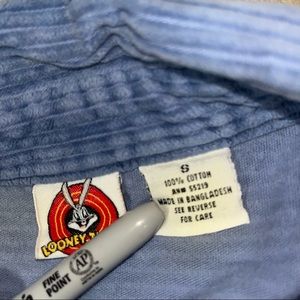 S
100% COTTON
RN# 55219
MADE IN BANGLADESH
SEE REVERSE
FOR CARE
LOONEY
FINE
POINT
AP